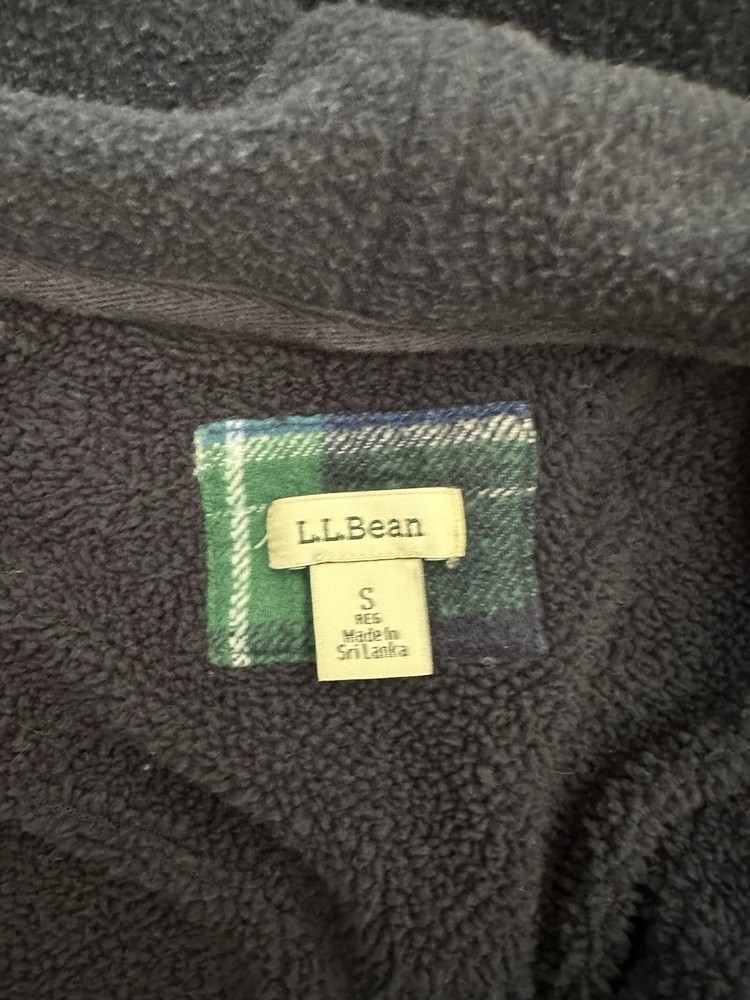 L.L.Bean
S
REG
Made In
Sri Lanka